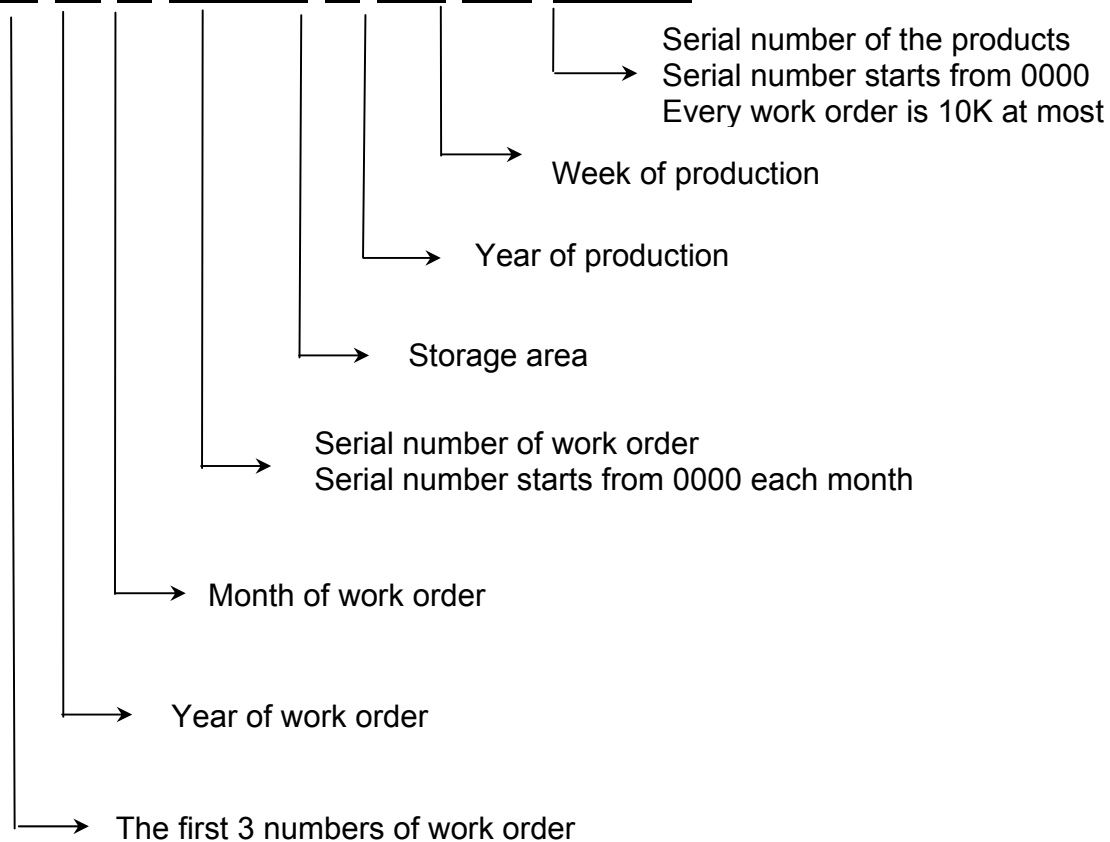 Serial number of the products
Serial number starts from 0000
Every work order is 10K at most
Week of production
Year of production
Storage area
Serial number of work order
Serial number starts from 0000 each month
Month of work order
Year of work order
The first 3 numbers of work order